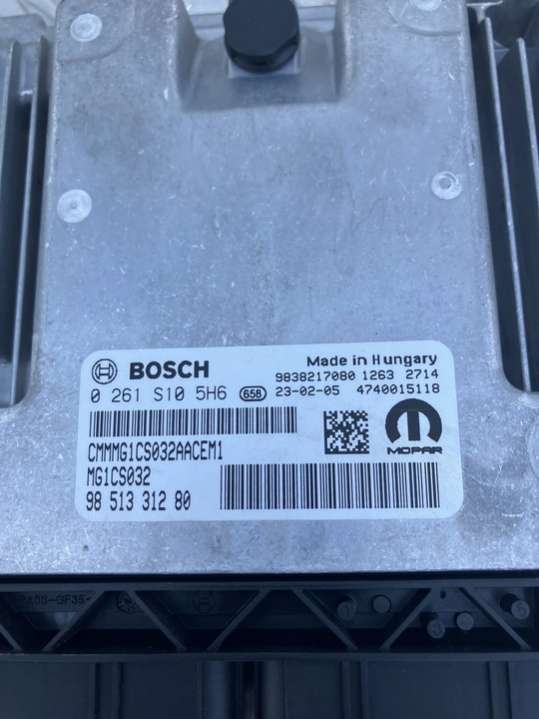 BOSCH
Made in Hungary
9838217080 1263 2714
0 261 S10 5H6 658 23-02-05 4740015118
CMMMG1CS032AACEM1
MG1CS032
98 513 312 80
MOPAR